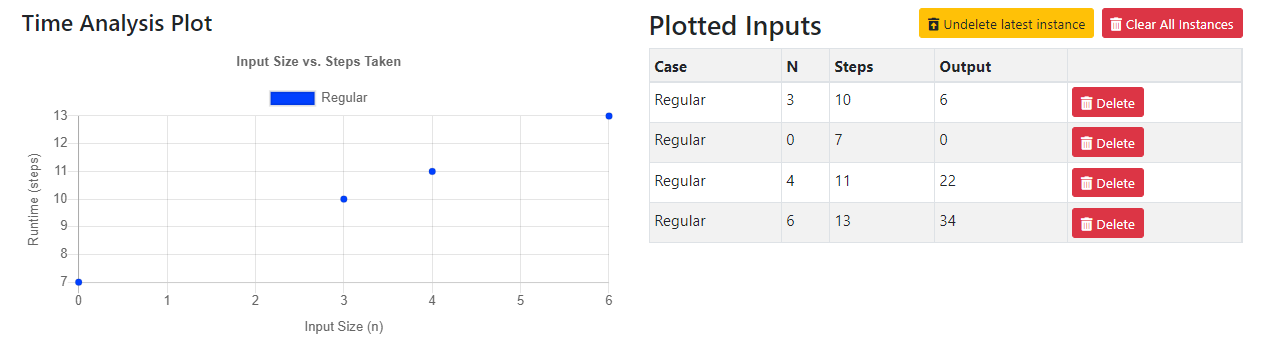 Time Analysis Plot
Input Size vs. Steps Taken
Regular
13
12
11
10
9
8
7
0 1 2 3 4 5 6
Runtime (steps)
Input Size (n)
Plotted Inputs
Undelete latest instance
Clear All Instances
Case N Steps Output
Regular 3 10 6 Delete
Regular 0 7 0 Delete
Regular 4 11 22 Delete
Regular 6 13 34 Delete